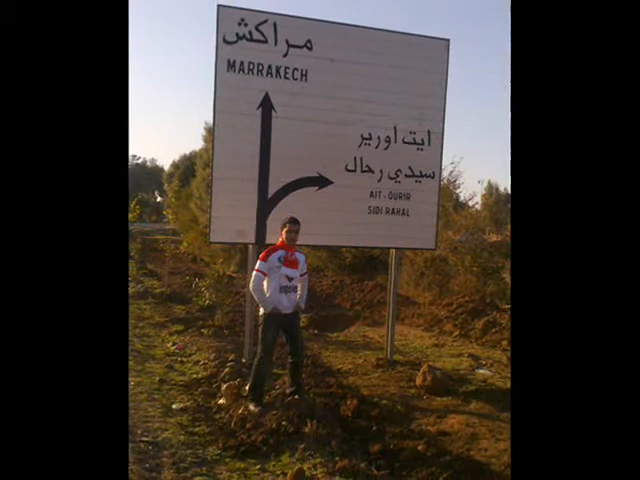 مراكش
MARRAKECH
ايت اورير
سيدي رحال
AIT-OURIR
SIDI RAHAL